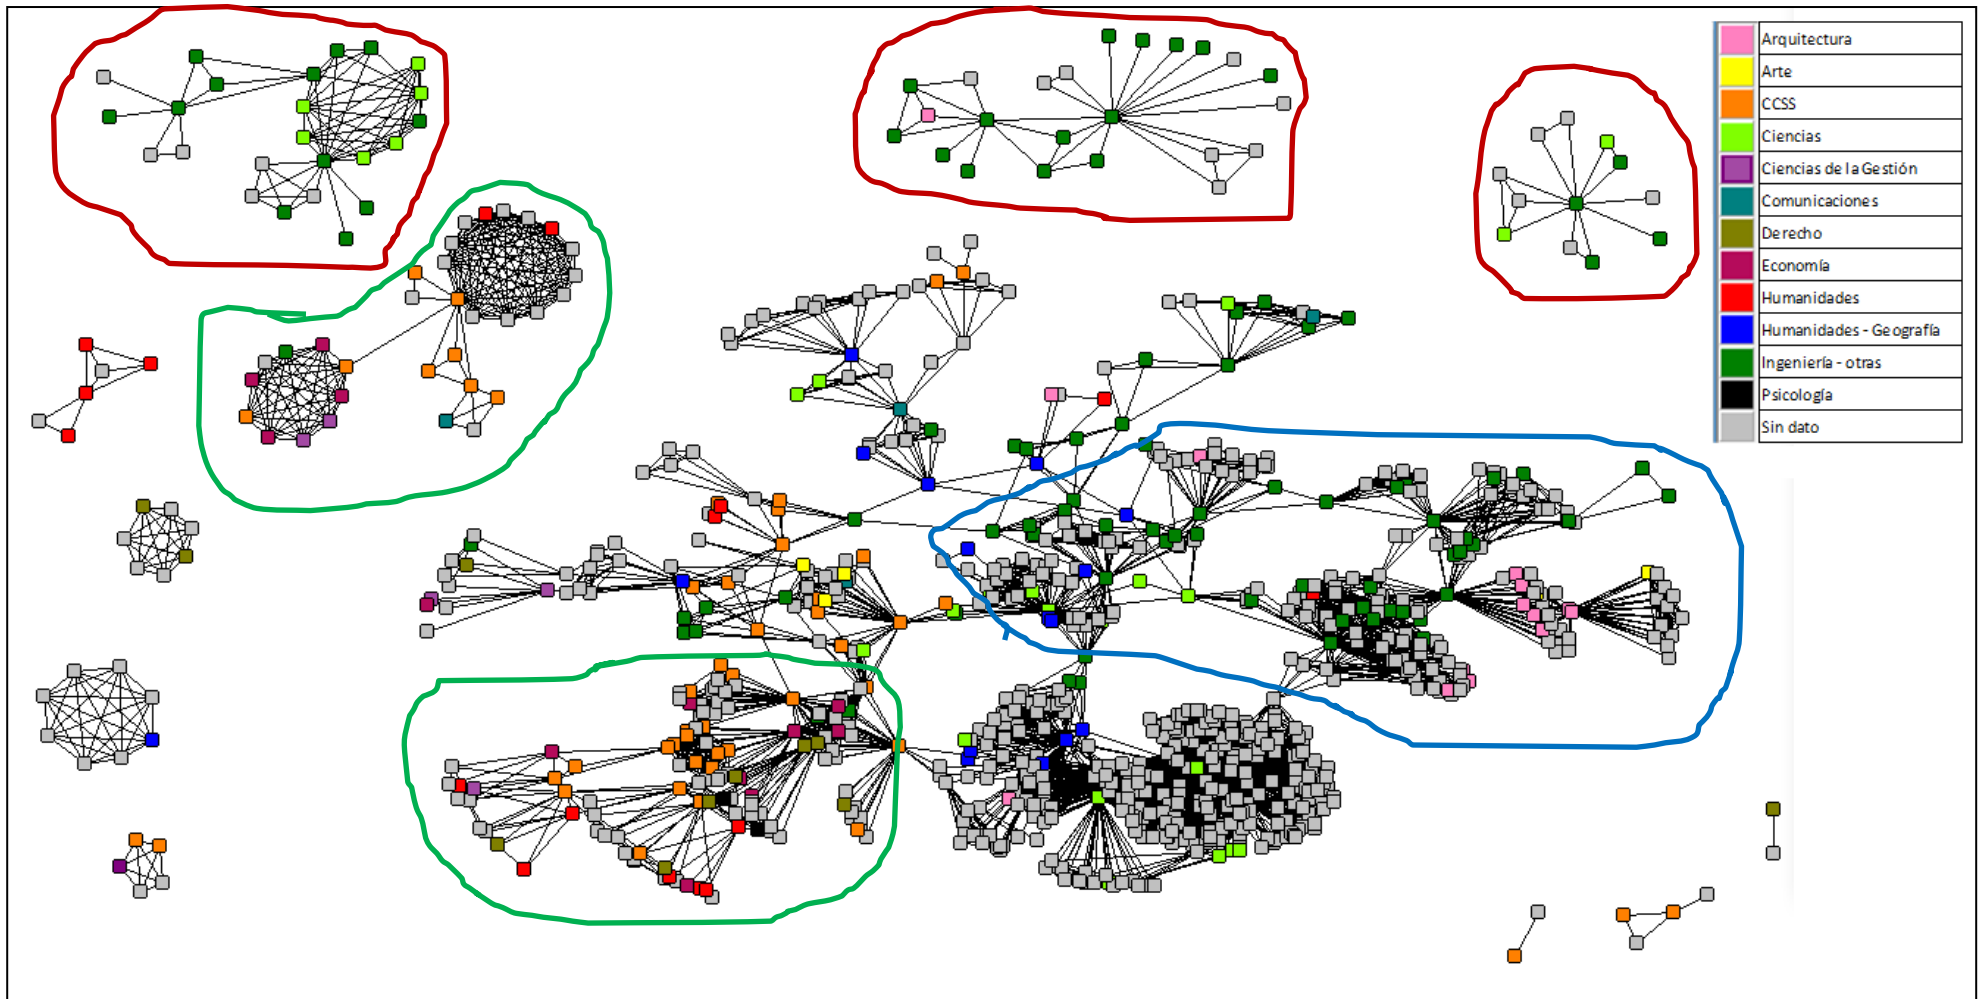 Arquitectura
Arte
CCSS
Ciencias
Ciencias de la Gestión
Comunicaciones
Derecho
Economía
Humanidades
Humanidades - Geografía
Ingeniería - otras
Psicología
Sin dato